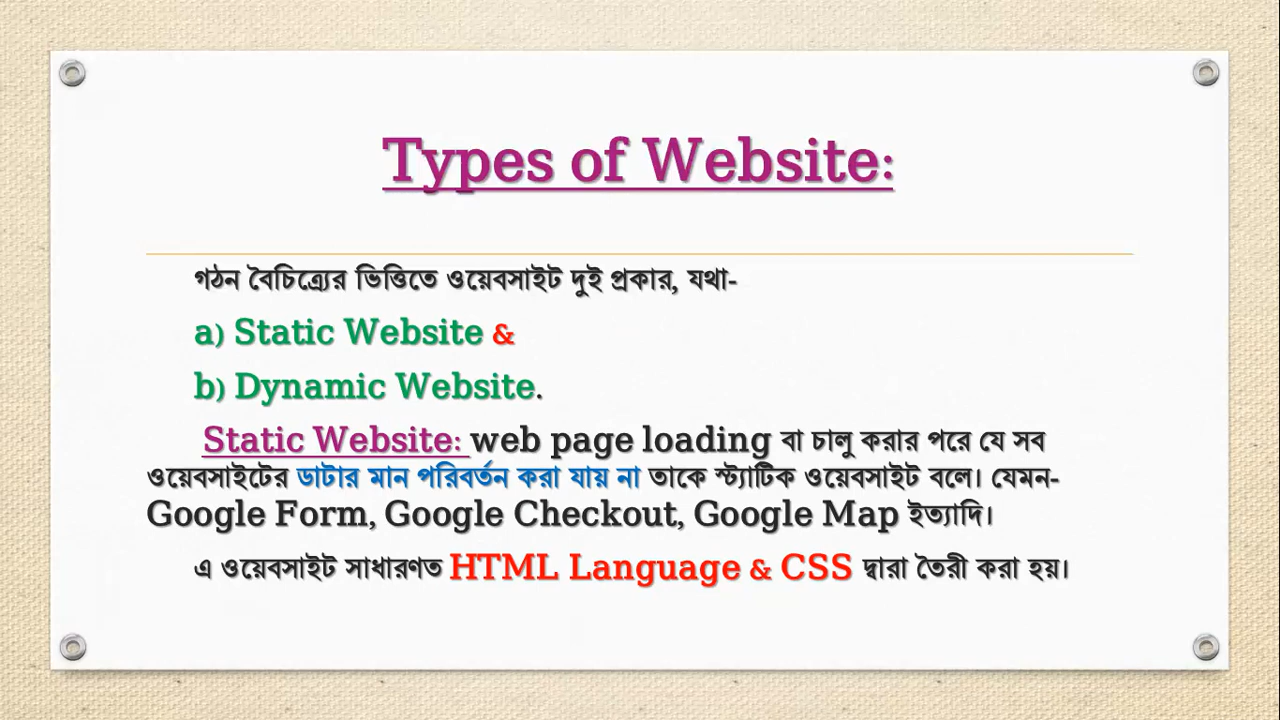 Types of Website:
গঠন বৈচিত্র্যের ভিত্তিতে ওয়েবসাইট দুই প্রকার, যথা-
a) Static Website &
b) Dynamic Website.
Static Website: web page loading বা চালু করার পরে যে সব
ওয়েবসাইটের ডাটার মান পরিবর্তন করা যায় না তাকে স্ট্যাটিক ওয়েবসাইট বলে। যেমন-
Google Form, Google Checkout, Google Map ইত্যাদি।
এ ওয়েবসাইট সাধারণত HTML Language & CSS দ্বারা তৈরী করা হয়।